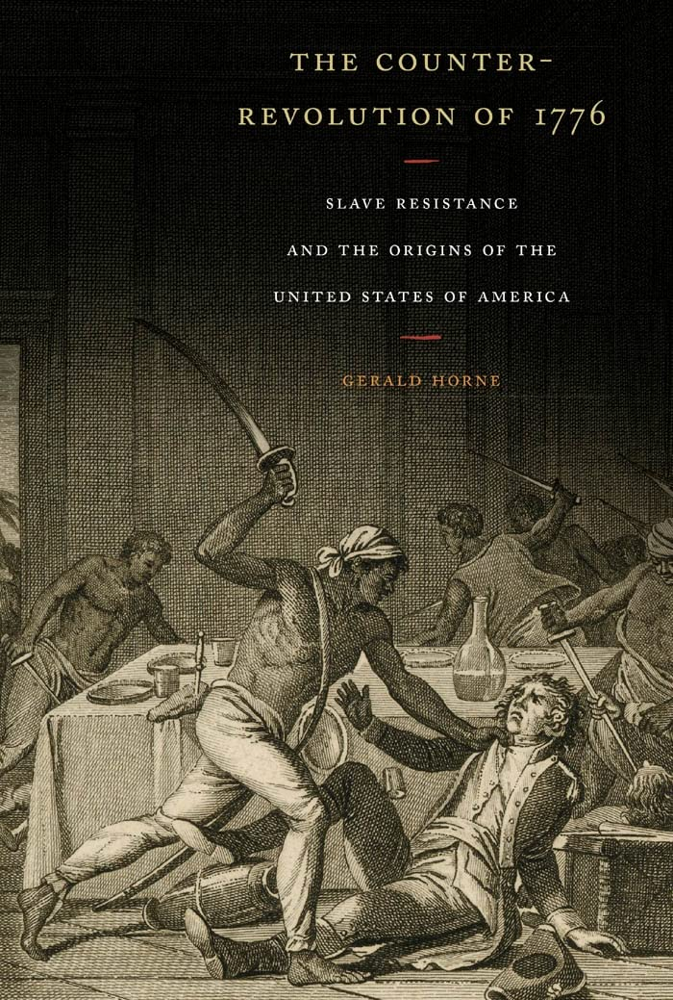 THE COUNTER-
REVOLUTION OF 1776
SLAVE RESISTANCE
AND THE ORIGINS OF THE
UNITED STATES OF AMERICA
GERALD HORNE